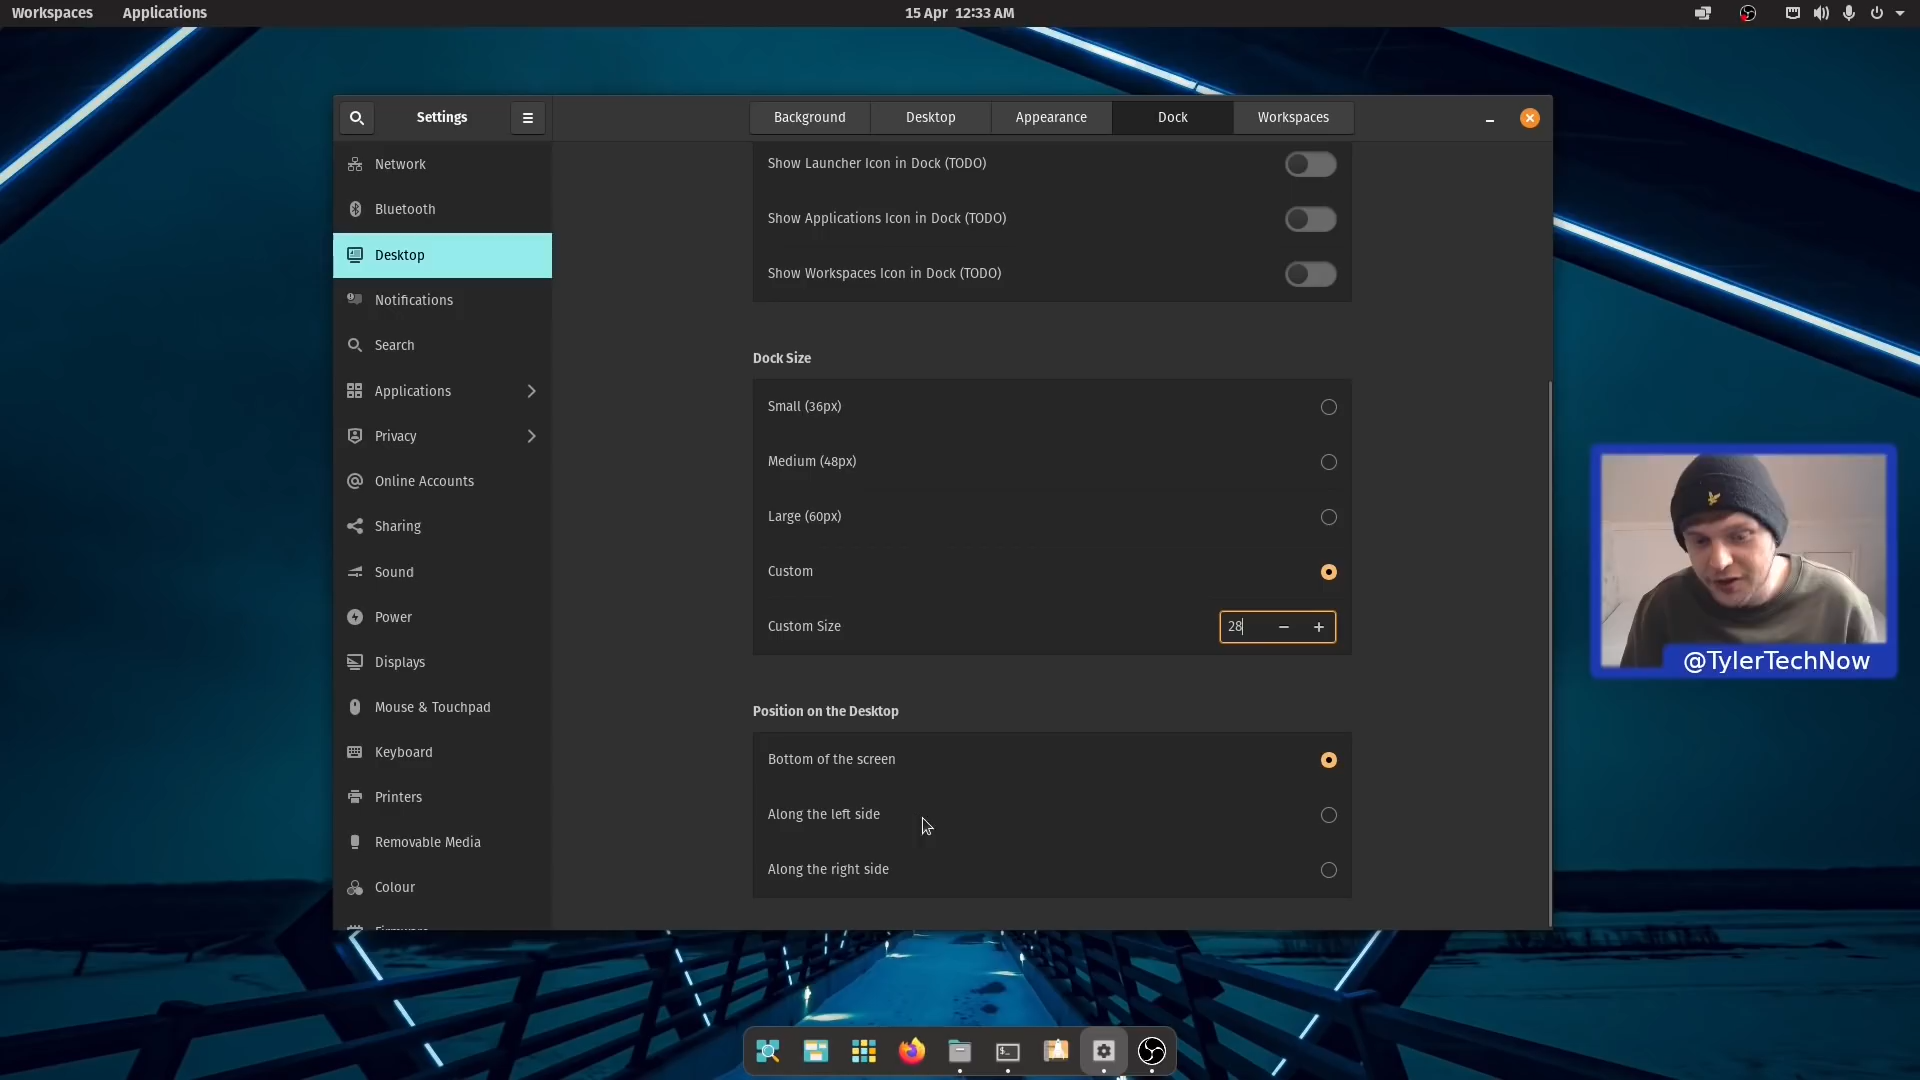 Workspaces Applications 15 Apr 12:33 AM
Settings Background Desktop Appearance Dock Workspaces
Network
Bluetooth
Desktop
Notifications
Search
Applications
Privacy
Online Accounts
Sharing
Sound
Power
Displays
Mouse & Touchpad
Keyboard
Printers
Removable Media
Colour
Show Launcher Icon in Dock (TODO)
Show Applications Icon in Dock (TODO)
Show Workspaces Icon in Dock (TODO)
Dock Size
Small (36px)
Medium (48px)
Large (60px)
Custom
Custom Size 28 − +
Position on the Desktop
Bottom of the screen
Along the left side
Along the right side
@TylerTechNow